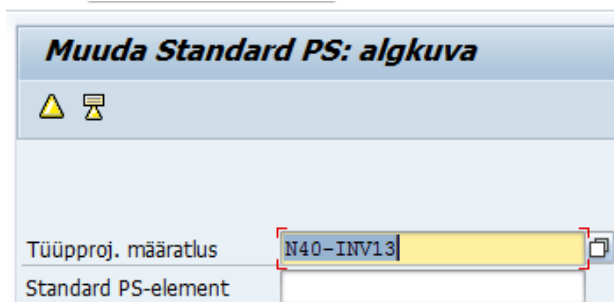 Muuda Standard PS: algkuva
Tüüpproj. määratlus N40-INV13
Standard PS-element